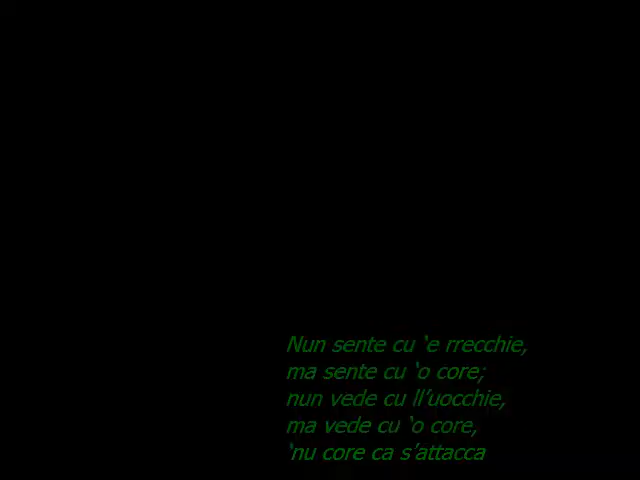 Nun sente cu ‘e rrecchie,
ma sente cu ‘o core;
nun vede cu ll’uocchie,
ma vede cu ‘o core,
‘nu core ca s’attacca